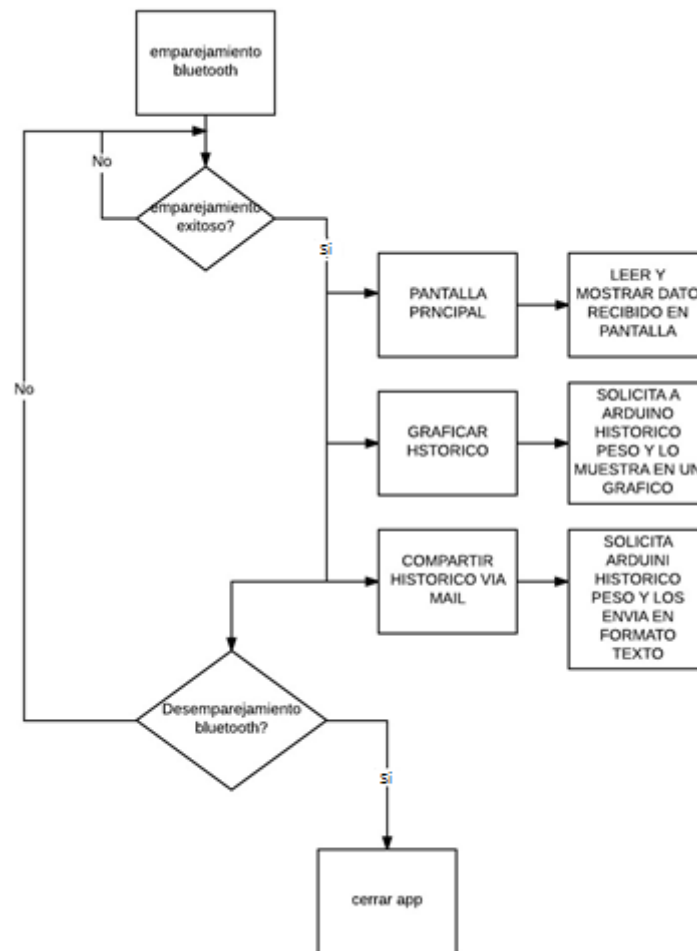 emparejamiento
bluetooth
No
emparejamiento
exitoso?
si
PANTALLA
PRNCIPAL
LEER Y
MOSTRAR DATO
RECIBIDO EN
PANTALLA
No
GRAFICAR
HSTORICO
SOLICITA A
ARDUINO
HISTORICO
PESO Y LO
MUESTRA EN UN
GRAFICO
COMPARTIR
HISTORICO VIA
MAIL
SOLICITA
ARDUINI
HISTORICO
PESO Y LOS
ENVIA EN
FORMATO
TEXTO
Desemparejamiento
bluetooth?
si
cerrar app